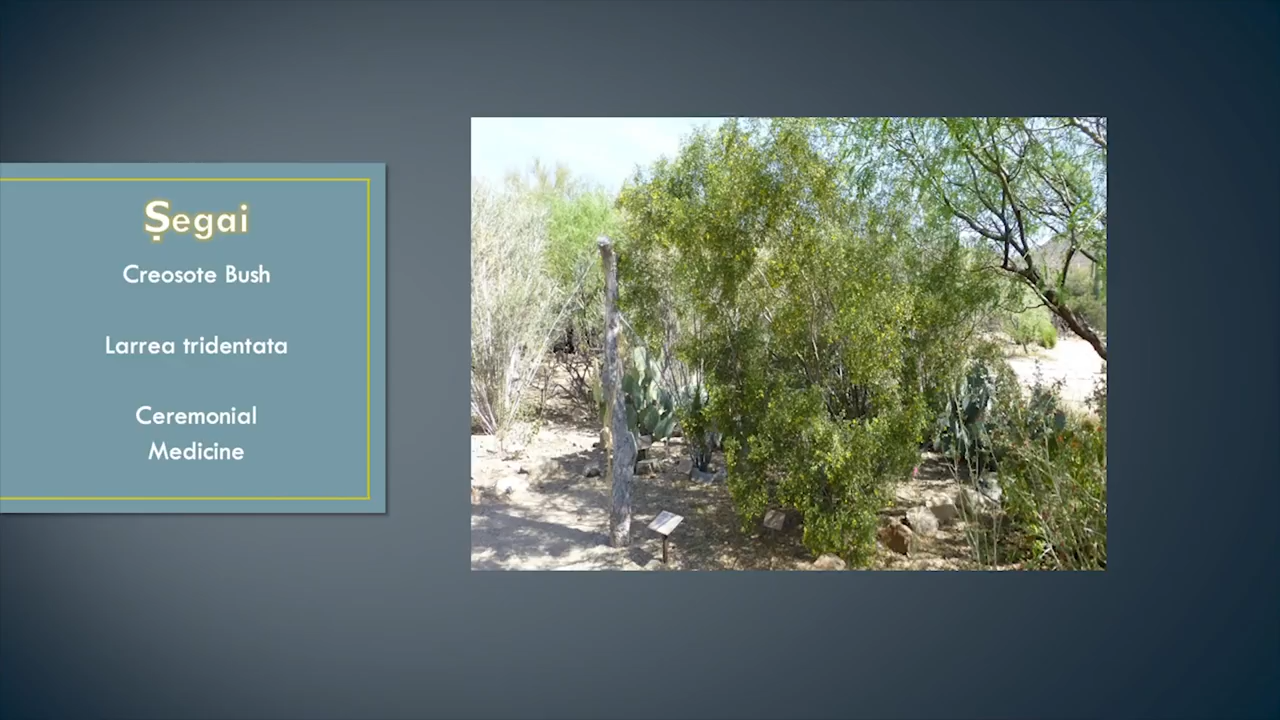 Ṣegai
Creosote Bush
Larrea tridentata
Ceremonial
Medicine